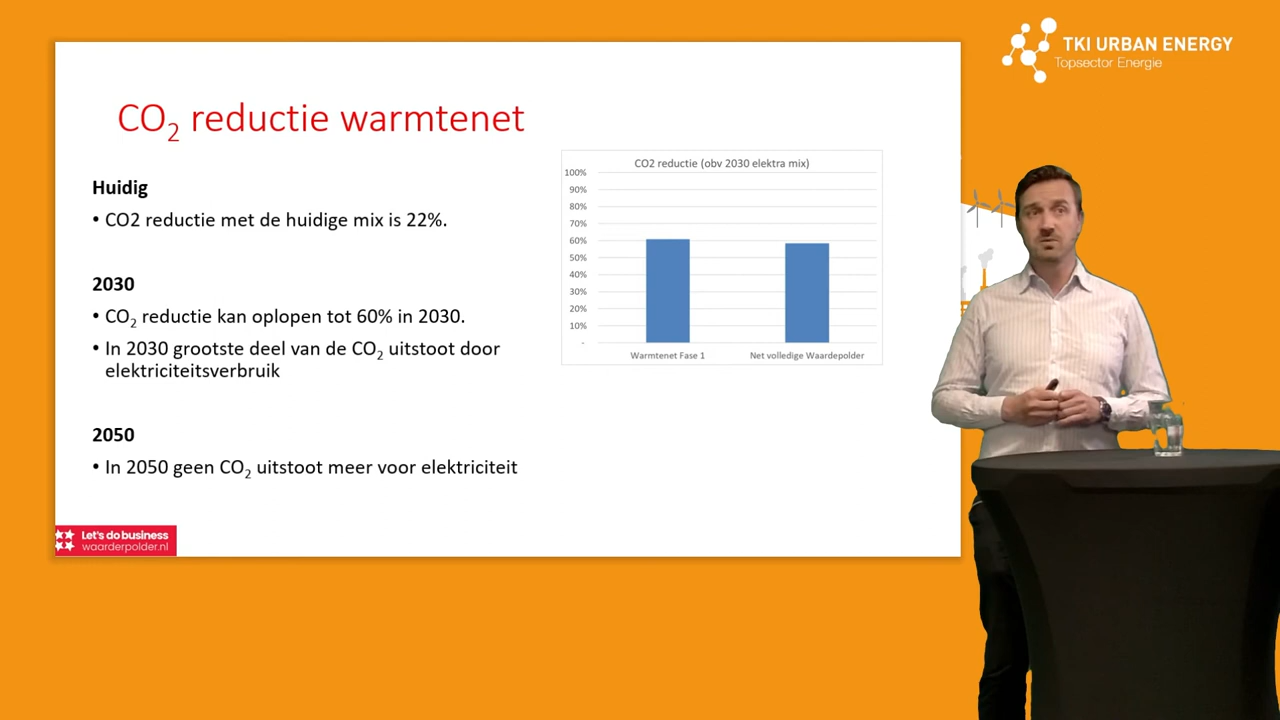 TKI URBAN ENERGY
Topsector Energie
CO2 reductie warmtenet
Huidig
• CO2 reductie met de huidige mix is 22%.
2030
• CO2 reductie kan oplopen tot 60% in 2030.
• In 2030 grootste deel van de CO2 uitstoot door
elektriciteitsverbruik
2050
• In 2050 geen CO2 uitstoot meer voor elektriciteit
CO2 reductie (obv 2030 elektra mix)
100%
90%
80%
70%
60%
50%
40%
30%
20%
10%
-
Warmtenet Fase 1
Net volledige Waardepolder
Let's do business
waarderpolder.nl